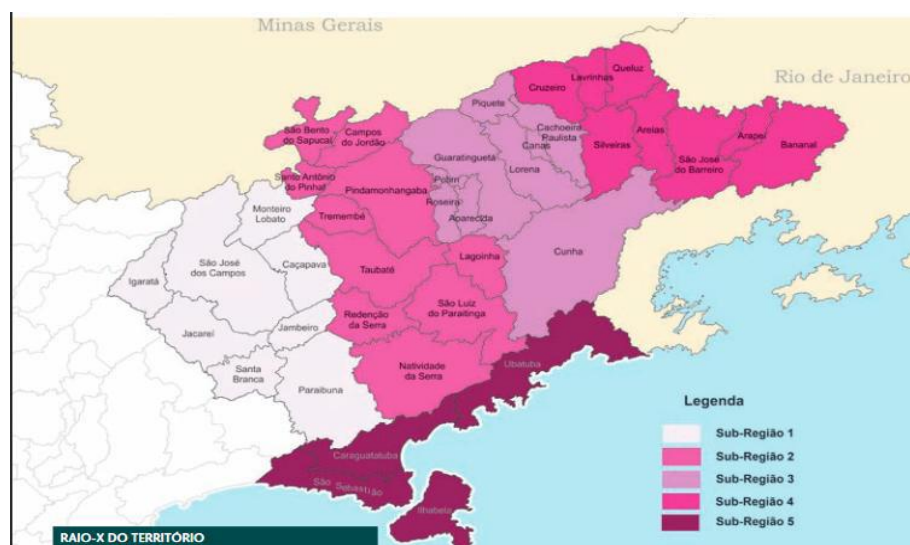 Minas Gerais
Rio de Janeiro
Queluz
Lavrinhas
Cruzeiro
Piquete
Cachoeira
Paulista
Canas
Areias
Arapeí
Bananal
Silveiras
São José
do Barreiro
São Bento
do Sapucaí
Campos
do Jordão
Guaratinguetá
Lorena
Santo Antônio
do Pinhal
Pindamonhangaba
Potim
Roseira
Aparecida
Monteiro
Lobato
Tremembé
Cunha
Lagoinha
São José
dos Campos
Caçapava
Taubaté
Igaratá
São Luiz
do Paraitinga
Redenção
da Serra
Jacareí
Jambeiro
Santa
Branca
Natividade
da Serra
Ubatuba
Paraibuna
Caraguatatuba
São Sebastião
Ilhabela
Legenda
Sub-Região 1
Sub-Região 2
Sub-Região 3
Sub-Região 4
Sub-Região 5
RAIO-X DO TERRITÓRIO